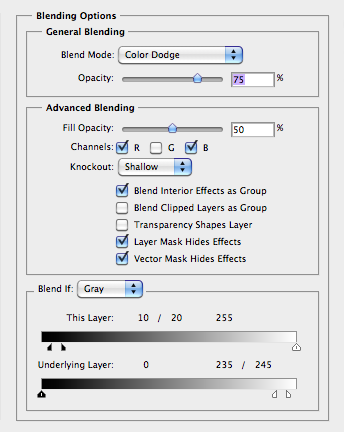 Blending Options
General Blending
Blend Mode: Color Dodge
Opacity: 75 %
Advanced Blending
Fill Opacity: 50 %
Channels: R G B
Knockout: Shallow
Blend Interior Effects as Group
Blend Clipped Layers as Group
Transparency Shapes Layer
Layer Mask Hides Effects
Vector Mask Hides Effects
Blend If: Gray
This Layer: 10 / 20 255
Underlying Layer: 0 235 / 245